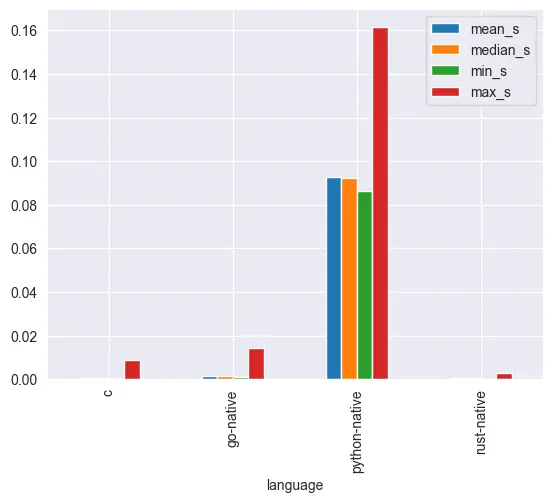 mean_s
median_s
min_s
max_s
0.16
0.14
0.12
0.10
0.08
0.06
0.04
0.02
0.00
c
go-native
python-native
rust-native
language